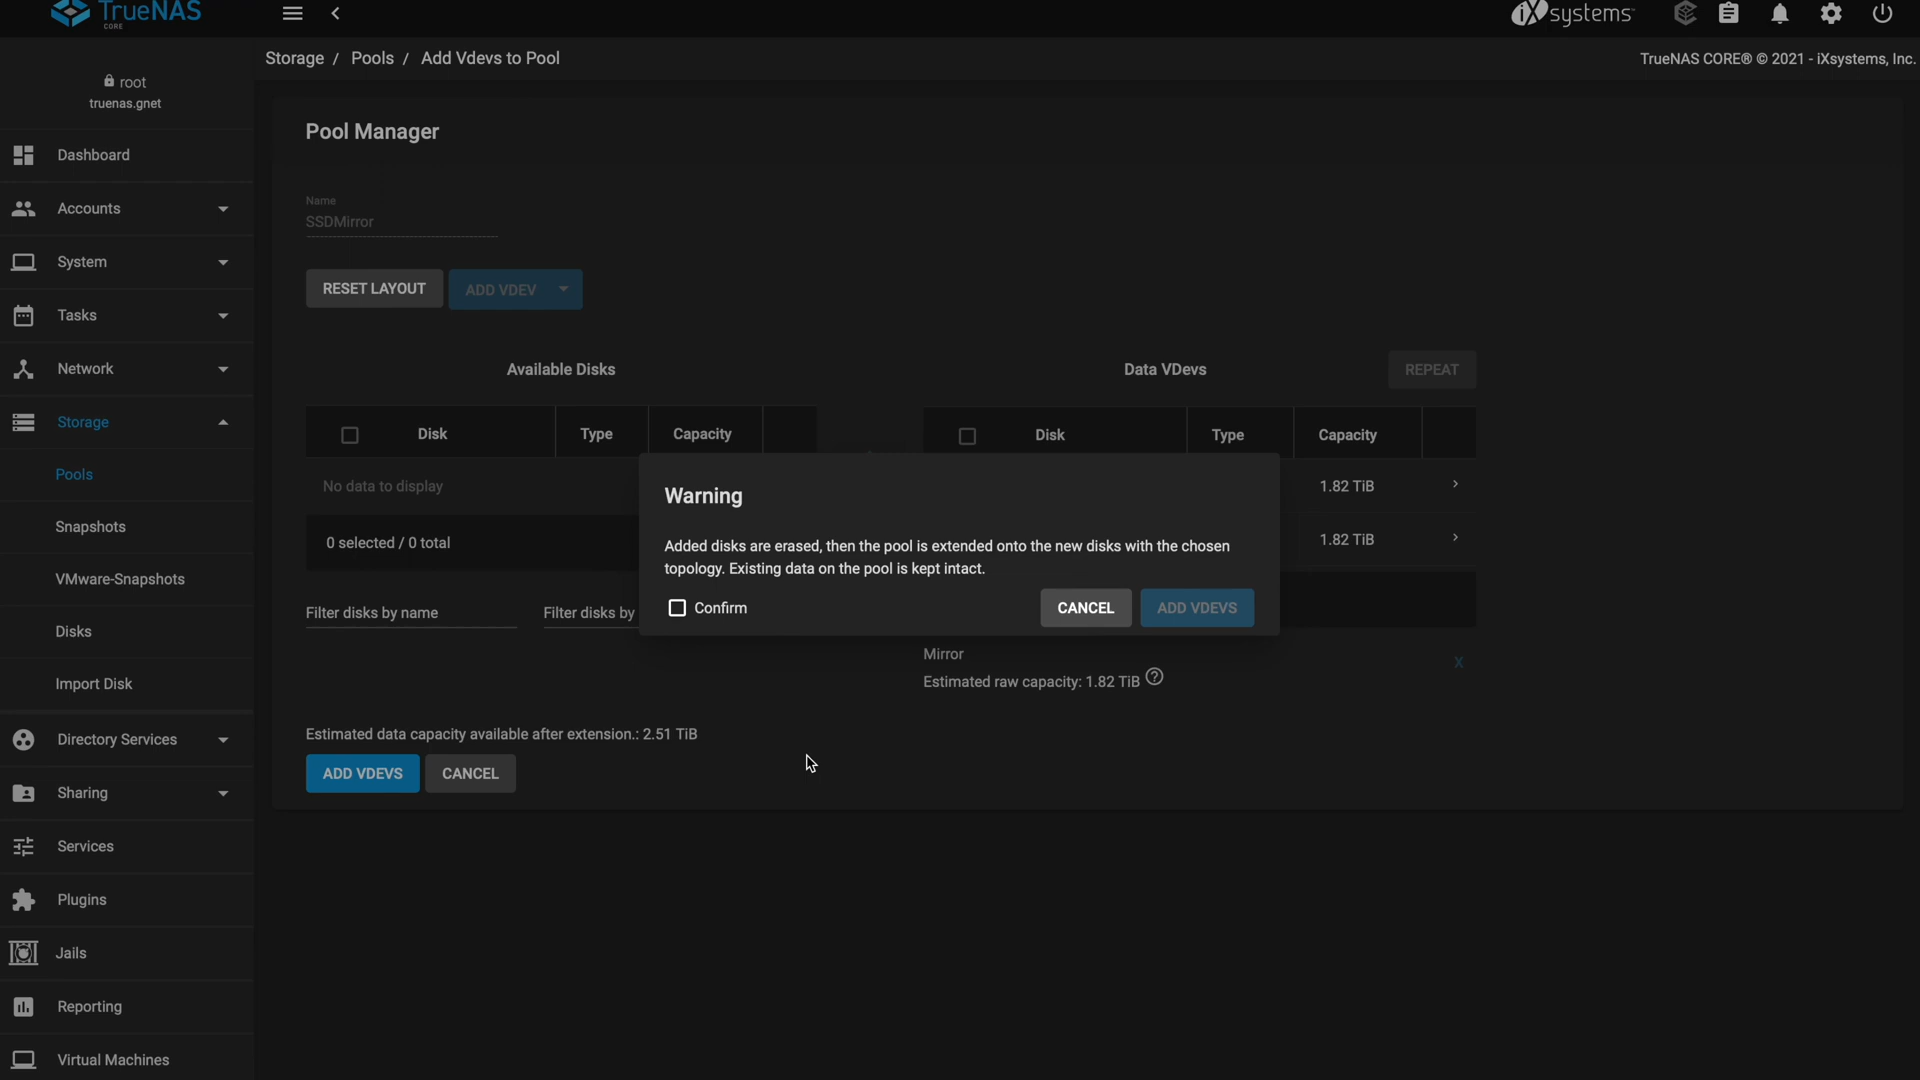 TrueNAS
CORE
iXsystems
Storage / Pools / Add Vdevs to Pool
TrueNAS CORE® © 2021 - iXsystems, Inc.
root
truenas.gnet
Dashboard
Accounts
System
Tasks
Network
Storage
Pools
Snapshots
VMware-Snapshots
Disks
Import Disk
Directory Services
Sharing
Services
Plugins
Jails
Reporting
Virtual Machines
Pool Manager
Name
SSDMirror
RESET LAYOUT
ADD VDEV
Available Disks
Disk Type Capacity
No data to display
0 selected / 0 total
Filter disks by name
Filter disks by
Data VDevs
REPEAT
Disk Type Capacity
1.82 TiB
1.82 TiB
Warning
Added disks are erased, then the pool is extended onto the new disks with the chosen
topology. Existing data on the pool is kept intact.
Confirm
CANCEL
ADD VDEVS
Mirror
X
Estimated raw capacity: 1.82 TiB
Estimated data capacity available after extension.: 2.51 TiB
ADD VDEVS
CANCEL